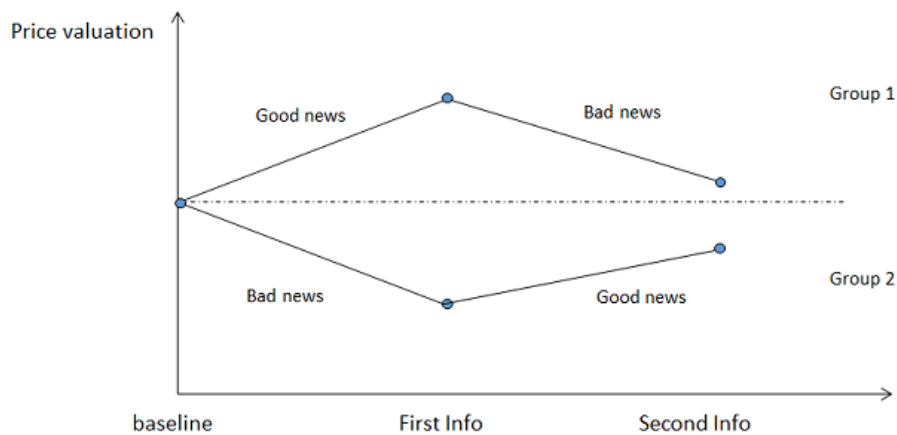 Price valuation
Group 1
Good news
Bad news
Group 2
Bad news
Good news
baseline
First Info
Second Info